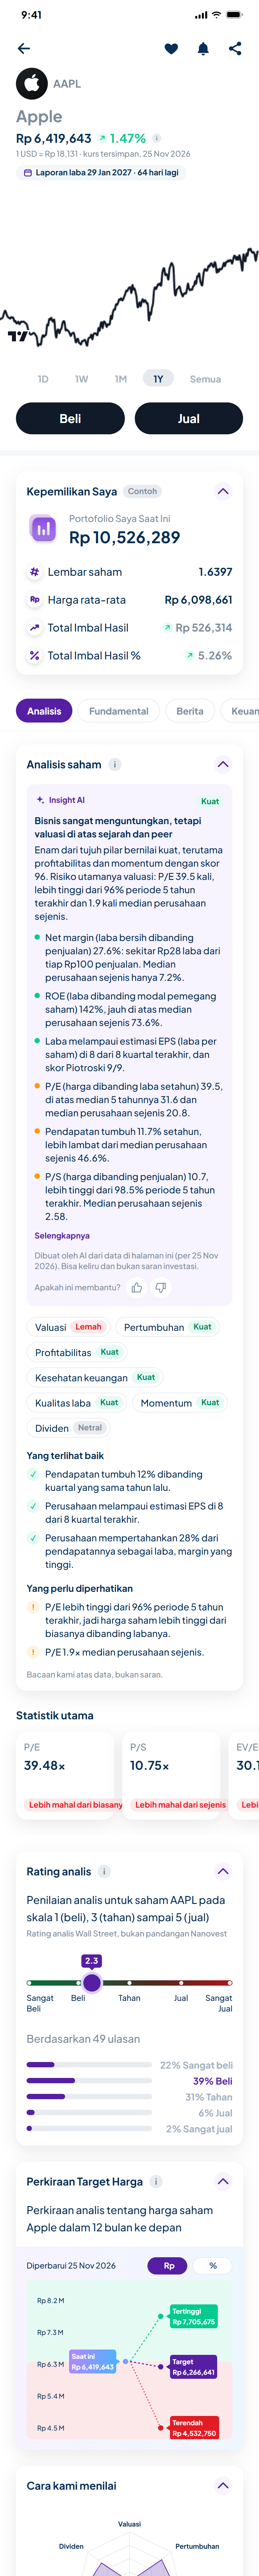 9:41
AAPL
Apple
Rp 6,419,643 1.47% i
1 USD = Rp 18,131 · kurs tersimpan, 25 Nov 2026
Laporan laba 29 Jan 2027 · 64 hari lagi
1D 1W 1M 1Y Semua
Beli Jual
Kepemilikan Saya Contoh
Portofolio Saya Saat Ini
Rp 10,526,289
Lembar saham 1.6397
Rp Harga rata-rata Rp 6,098,661
Total Imbal Hasil Rp 526,314
Total Imbal Hasil % 5.26%
Analisis Fundamental Berita Keuan
Analisis saham i
Insight AI Kuat
Bisnis sangat menguntungkan, tetapi
valuasi di atas sejarah dan peer
Enam dari tujuh pilar bernilai kuat, terutama
profitabilitas dan momentum dengan skor
96. Risiko utamanya valuasi: P/E 39.5 kali,
lebih tinggi dari 96% periode 5 tahun
terakhir dan 1.9 kali median perusahaan
sejenis.
Net margin (laba bersih dibanding
penjualan) 27.6%: sekitar Rp28 laba dari
tiap Rp100 penjualan. Median
perusahaan sejenis hanya 7.2%.
ROE (laba dibanding modal pemegang
saham) 142%, jauh di atas median
perusahaan sejenis 73.6%.
Laba melampaui estimasi EPS (laba per
saham) di 8 dari 8 kuartal terakhir, dan
skor Piotroski 9/9.
P/E (harga dibanding laba setahun) 39.5,
di atas median 5 tahunnya 31.6 dan
median perusahaan sejenis 20.8.
Pendapatan tumbuh 11.7% setahun,
lebih lambat dari median perusahaan
sejenis 46.6%.
P/S (harga dibanding penjualan) 10.7,
lebih tinggi dari 98.5% periode 5 tahun
terakhir. Median perusahaan sejenis
2.58.
Selengkapnya
Dibuat oleh AI dari data di halaman ini (per 25 Nov
2026). Bisa keliru dan bukan saran investasi.
Apakah ini membantu?
Valuasi Lemah Pertumbuhan Kuat
Profitabilitas Kuat
Kesehatan keuangan Kuat
Kualitas laba Kuat Momentum Kuat
Dividen Netral
Yang terlihat baik
Pendapatan tumbuh 12% dibanding
kuartal yang sama tahun lalu.
Perusahaan melampaui estimasi EPS di 8
dari 8 kuartal terakhir.
Perusahaan mempertahankan 28% dari
pendapatannya sebagai laba, margin yang
tinggi.
Yang perlu diperhatikan
P/E lebih tinggi dari 96% periode 5 tahun
terakhir, jadi harga saham lebih tinggi dari
biasanya dibanding labanya.
P/E 1.9× median perusahaan sejenis.
Bacaan kami atas data, bukan saran.
Statistik utama
P/E P/S EV/E
39.48× 10.75× 30.1
Lebih mahal dari biasany Lebih mahal dari sejenis Lebi
Rating analis i
Penilaian analis untuk saham AAPL pada
skala 1 (beli), 3 (tahan) sampai 5 (jual)
Rating analis Wall Street, bukan pandangan Nanovest
2.3
Sangat Beli Tahan Jual Sangat
Beli Jual
Berdasarkan 49 ulasan
22% Sangat beli
39% Beli
31% Tahan
6% Jual
2% Sangat jual
Perkiraan Target Harga i
Perkiraan analis tentang harga saham
Apple dalam 12 bulan ke depan
Diperbarui 25 Nov 2026 Rp %
Rp 8.2 M
Tertinggi
Rp 7,705,675
Rp 7.3 M
Saat ini
Rp 6,419,643
Rp 6.3 M
Target
Rp 6,266,641
Rp 5.4 M
Terendah
Rp 4,532,750
Rp 4.5 M
Cara kami menilai
Valuasi
Dividen Pertumbuhan